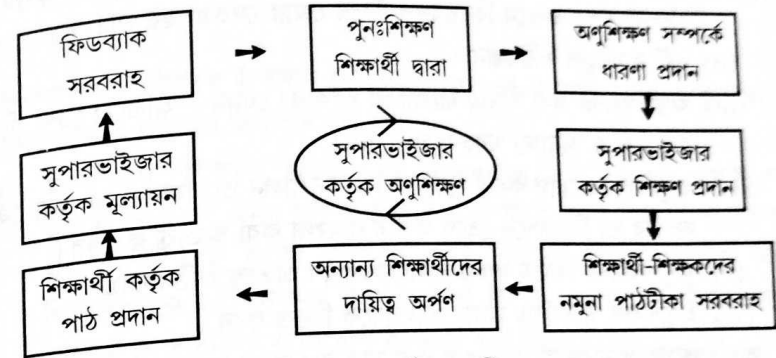 ফিডব্যাক
সরবরাহ
পুনঃশিক্ষণ
শিক্ষার্থী দ্বারা
অণুশিক্ষণ সম্পর্কে
ধারণা প্রদান
সুপারভাইজার
কর্তৃক মূল্যায়ন
সুপারভাইজার
কর্তৃক অণুশিক্ষণ
সুপারভাইজার
কর্তৃক শিক্ষণ প্রদান
শিক্ষার্থী কর্তৃক
পাঠ প্রদান
অন্যান্য শিক্ষার্থীদের
দায়িত্ব অর্পণ
শিক্ষার্থী-শিক্ষকদের
নমুনা পাঠটীকা সরবরাহ